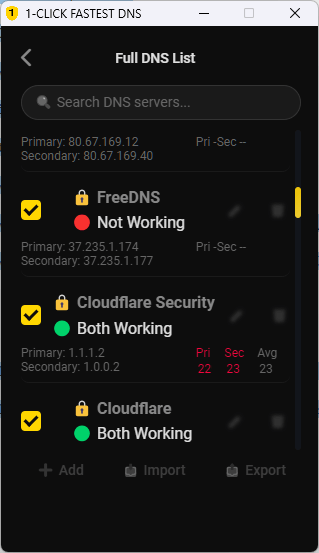 1-CLICK FASTEST DNS
Full DNS List
Search DNS servers...
Primary: 80.67.169.12 Pri -Sec --
Secondary: 80.67.169.40
FreeDNS
Not Working
Primary: 37.235.1.174 Pri -Sec --
Secondary: 37.235.1.177
Cloudflare Security
Both Working
Primary: 1.1.1.2 Pri Sec Avg
Secondary: 1.0.0.2 22 23 23
Cloudflare
Both Working
Add Import Export